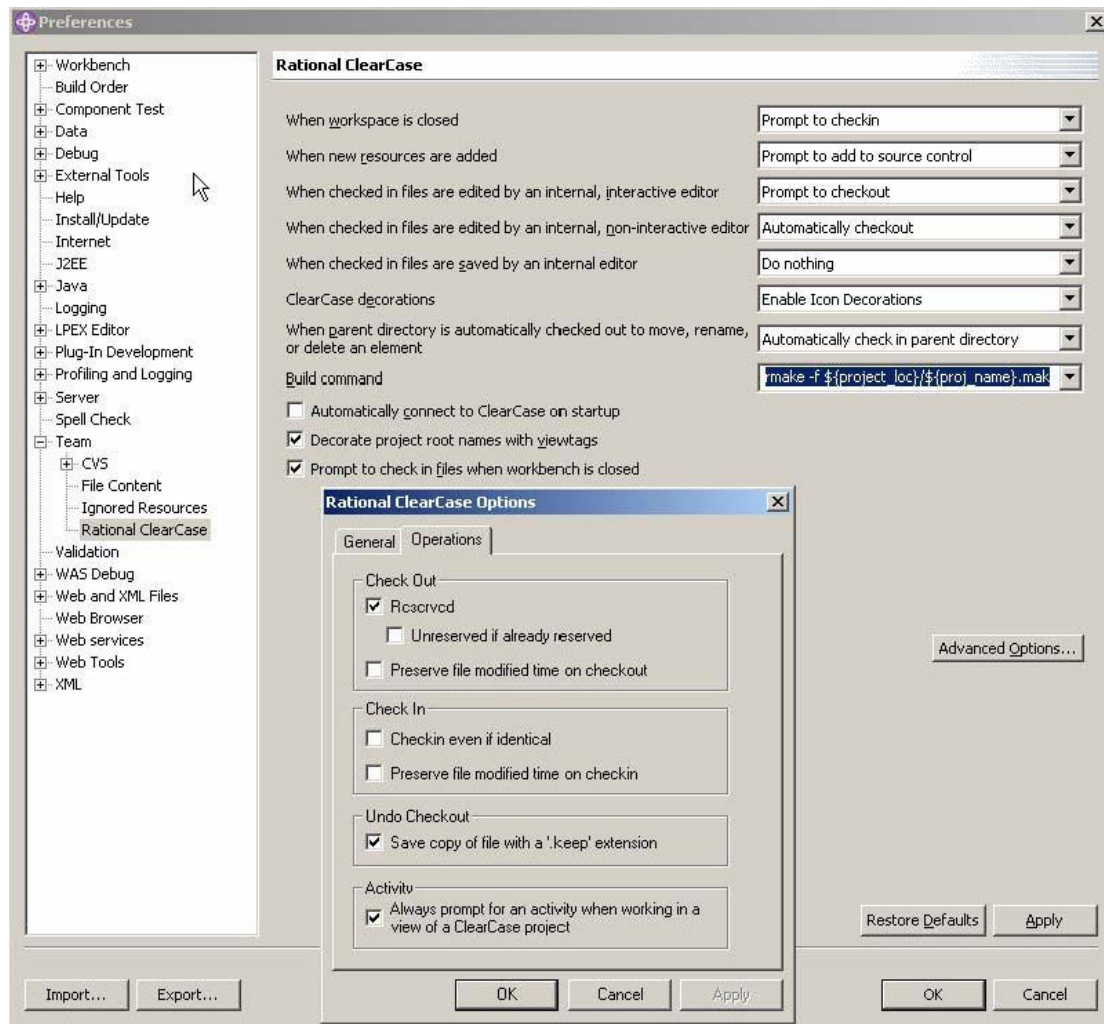 Preferences
Workbench
Build Order
Component Test
Data
Debug
External Tools
Help
Install/Update
Internet
J2EE
Java
Logging
LPEX Editor
Plug-In Development
Profiling and Logging
Server
Spell Check
Team
CVS
File Content
Ignored Resources
Rational ClearCase
Validation
WAS Debug
Web and XML Files
Web Browser
Web services
Web Tools
XML
Rational ClearCase
When workspace is closed Prompt to checkin
When new resources are added Prompt to add to source control
When checked in files are edited by an internal, interactive editor Prompt to checkout
When checked in files are edited by an internal, non-interactive editor Automatically checkout
When checked in files are saved by an internal editor Do nothing
ClearCase decorations Enable Icon Decorations
When parent directory is automatically checked out to move, rename,
or delete an element Automatically check in parent directory
Build command rmake -f ${project_loc}/${proj_name}.mak
Automatically connect to ClearCase on startup
Decorate project root names with viewtags
Prompt to check in files when workbench is closed
Advanced Options...
Rational ClearCase Options
General Operations
Check Out
Reserved
Unreserved if already reserved
Preserve file modified time on checkout
Check In
Checkin even if identical
Preserve file modified time on checkin
Undo Checkout
Save copy of file with a '.keep' extension
Activity
Always prompt for an activity when working in a
view of a ClearCase project
OK Cancel Apply
Restore Defaults Apply
Import... Export... OK Cancel